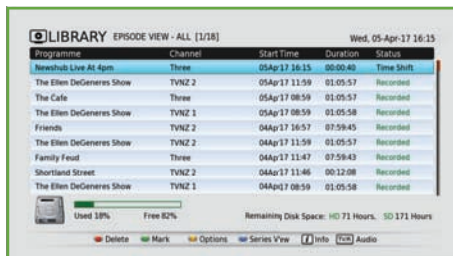 LIBRARY EPISODE VIEW - ALL [1/18] Wed, 05-Apr-17 16:15
Programme Channel Start Time Duration Status
Newshub Live At 4pm Three 05Apr'17 16:15 00:00:40 Time Shift
The Ellen DeGeneres Show TVNZ 2 05Apr'17 11:59 01:05:57 Recorded
The Cafe Three 05Apr'17 08:59 01:05:57 Recorded
The Ellen DeGeneres Show TVNZ 1 05Apr'17 08:59 01:05:58 Recorded
Friends TVNZ 2 04Apr'17 16:57 07:59:45 Recorded
The Ellen DeGeneres Show TVNZ 2 04Apr'17 11:59 01:05:57 Recorded
Family Feud Three 04Apr'17 11:47 07:59:43 Recorded
Shortland Street TVNZ 2 04Apr'17 11:46 00:12:08 Recorded
The Ellen DeGeneres Show TVNZ 1 04Apr'17 08:59 01:05:58 Recorded
Used 18% Free 82% Remaining Disk Space: HD 71 Hours, SD 171 Hours
Delete Mark Options Series View i Info Audio